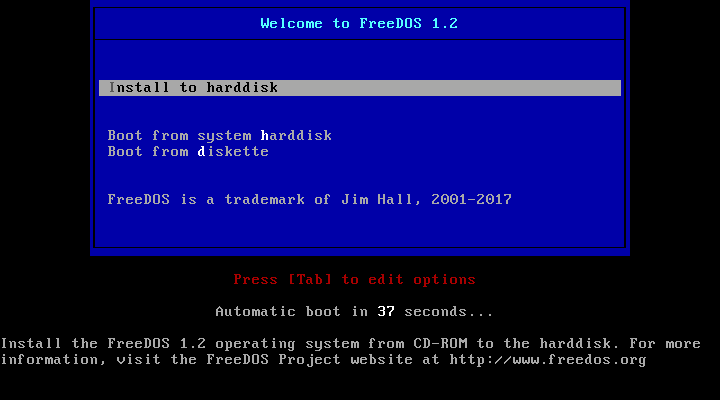 Welcome to FreeDOS 1.2
Install to harddisk
Boot from system harddisk
Boot from diskette
FreeDOS is a trademark of Jim Hall, 2001-2017
Press [Tab] to edit options
Automatic boot in 37 seconds...
Install the FreeDOS 1.2 operating system from CD-ROM to the harddisk. For more
information, visit the FreeDOS Project website at http://www.freedos.org